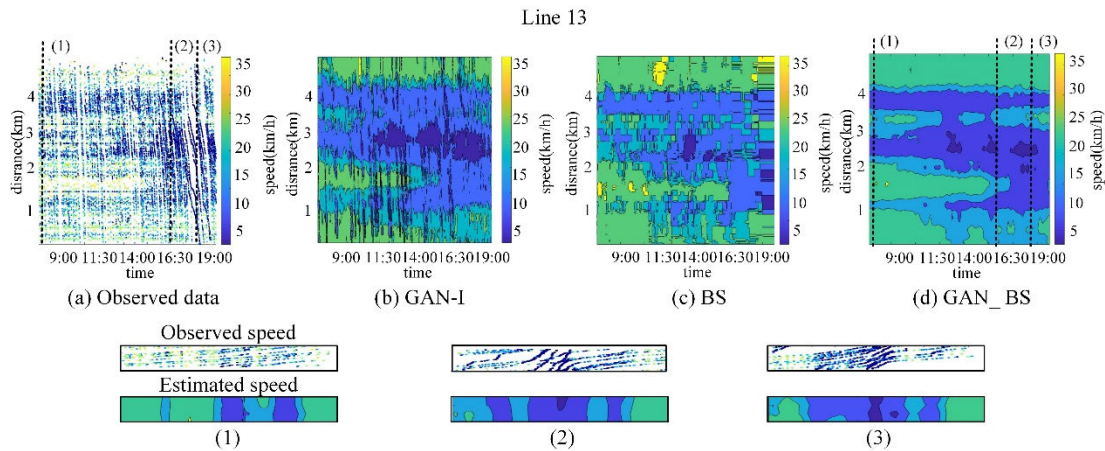 Line 13
(1) (2) (3)
35
30
25
20
15
10
5
4
3
2
1
disrance(km)
speed(km/h)
9:00 11:30 14:00 16:30 19:00
time
(a) Observed data
35
30
25
20
15
10
5
4
3
2
1
disrance(km)
speed(km/h)
9:00 11:30 14:00 16:30 19:00
time
(b) GAN-I
35
30
25
20
15
10
5
4
3
2
1
disrance(km)
speed(km/h)
9:00 11:30 14:00 16:30 19:00
time
(c) BS
(1) (2) (3)
35
30
25
20
15
10
5
4
3
2
1
disrance(km)
speed(km/h)
9:00 11:30 14:00 16:30 19:00
time
(d) GAN_ BS
Observed speed
Estimated speed
(1) (2) (3)